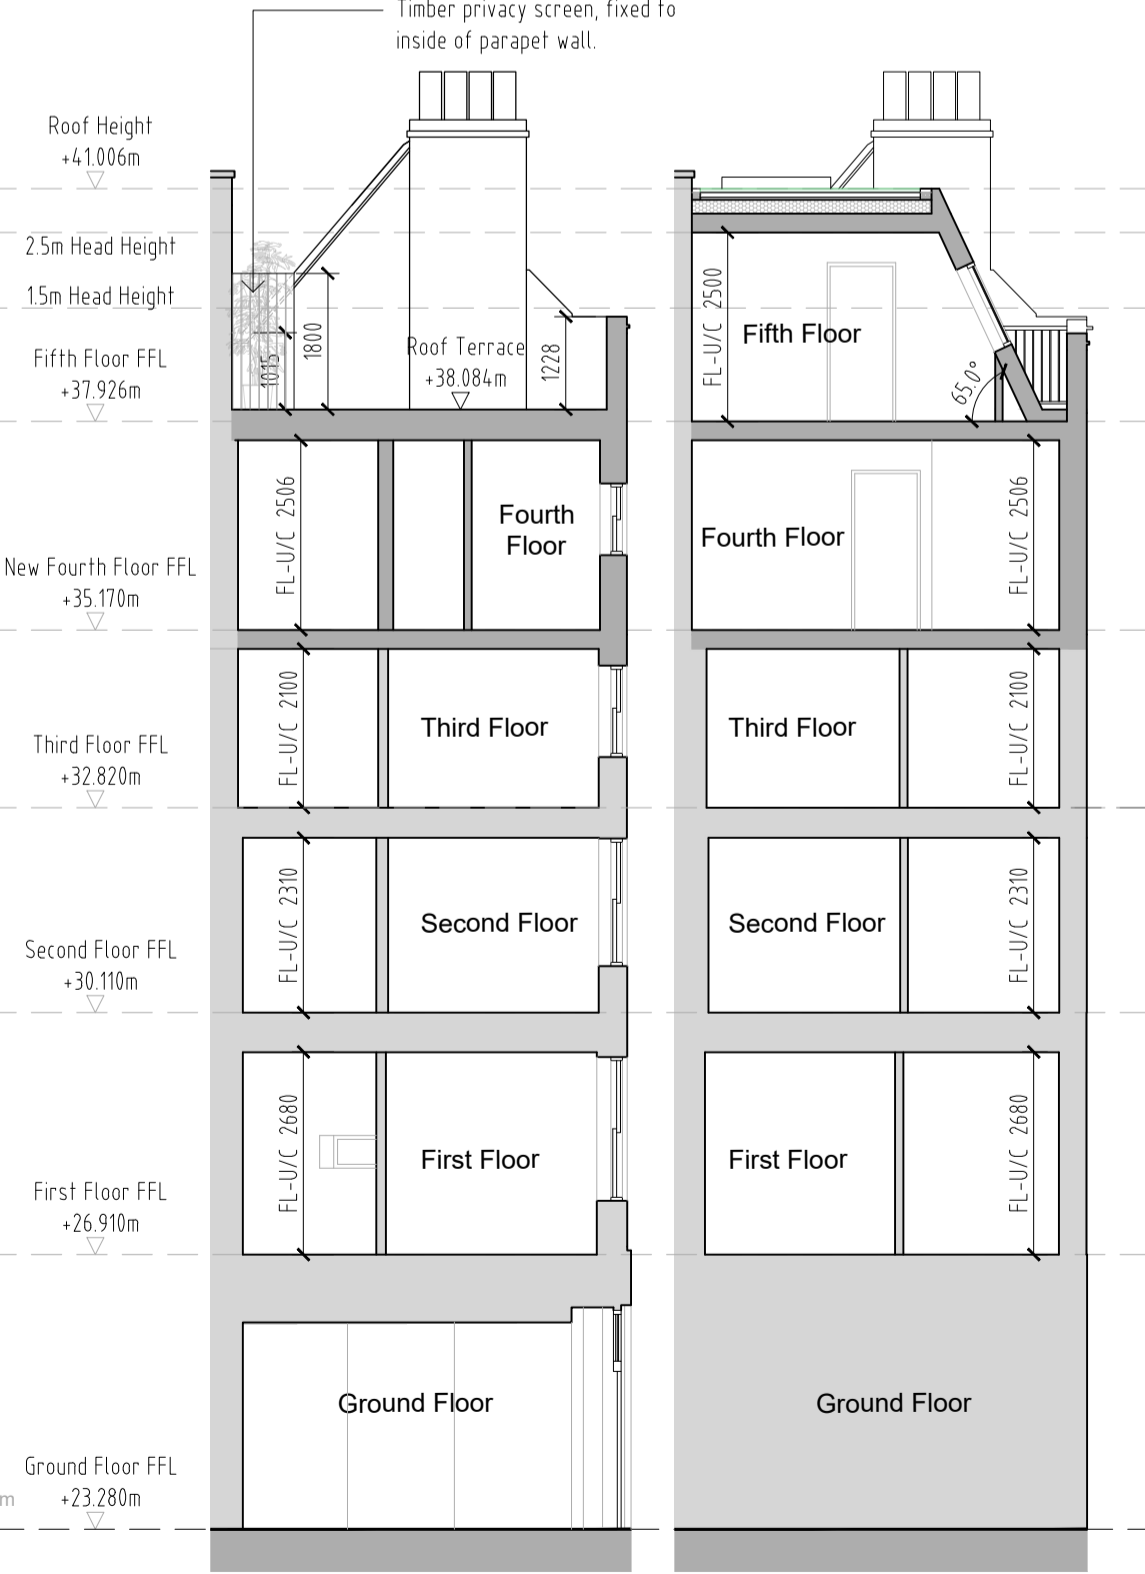 Timber privacy screen, fixed to
inside of parapet wall.
Roof Height
+41.006m
2.5m Head Height
1.5m Head Height
Fifth Floor FFL
+37.926m
New Fourth Floor FFL
+35.170m
Third Floor FFL
+32.820m
Second Floor FFL
+30.110m
First Floor FFL
+26.910m
Ground Floor FFL
+23.280m
m
1015
1800
Roof Terrace
+38.084m
1228
FL-U/C 2506
Fourth
Floor
FL-U/C 2100
Third Floor
FL-U/C 2310
Second Floor
FL-U/C 2680
First Floor
Ground Floor
FL-U/C 2500
Fifth Floor
65.0°
Fourth Floor
FL-U/C 2506
Third Floor
FL-U/C 2100
Second Floor
FL-U/C 2310
First Floor
FL-U/C 2680
Ground Floor